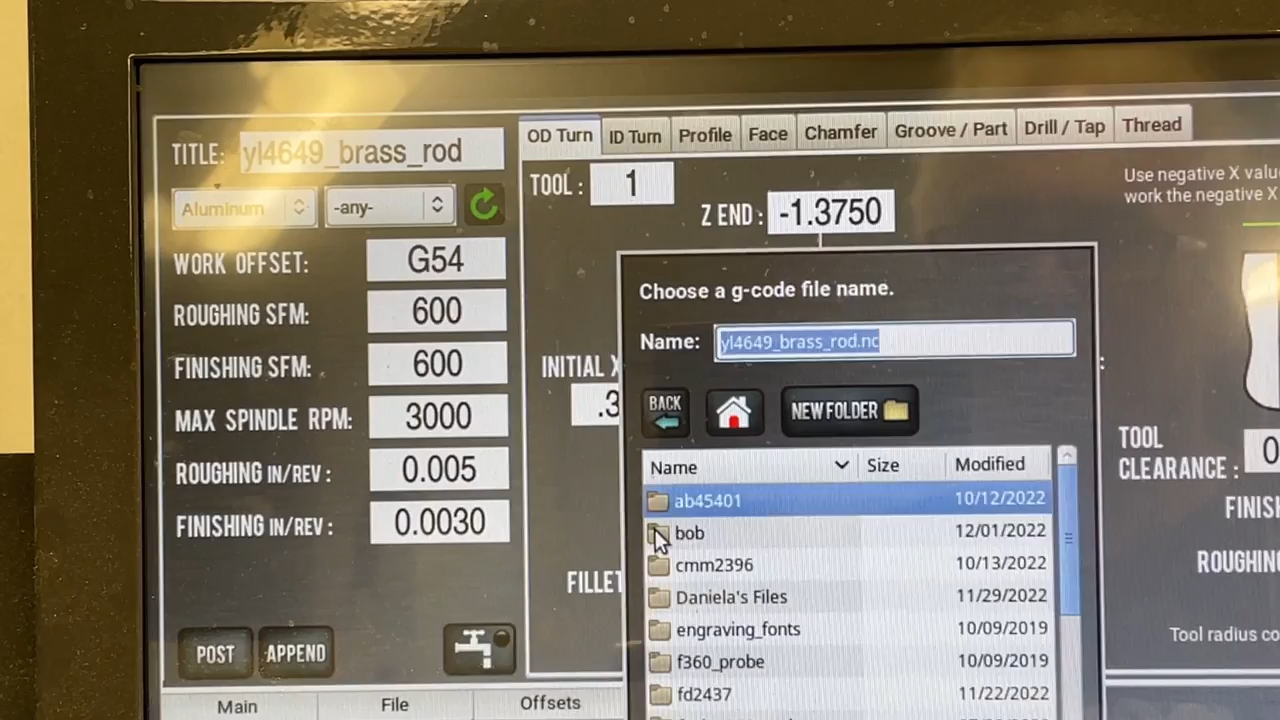 TITLE: yl4649_brass_rod
Aluminum -any-
WORK OFFSET: G54
ROUGHING SFM: 600
FINISHING SFM: 600
MAX SPINDLE RPM: 3000
ROUGHING IN/REV: 0.005
FINISHING IN/REV: 0.0030
POST APPEND
Main File Offsets
OD Turn ID Turn Profile Face Chamfer Groove / Part Drill / Tap Thread
TOOL: 1
Z END: -1.3750
Use negative X
work the negative X
INITIAL X
.3
FILLET
Choose a g-code file name.
Name: yl4649_brass_rod.nc
BACK NEW FOLDER
Name Size Modified
ab45401 10/12/2022
bob 12/01/2022
cmm2396 10/13/2022
Daniela's Files 11/29/2022
engraving_fonts 10/09/2019
f360_probe 10/09/2019
fd2437 11/22/2022
:
TOOL
CLEARANCE: 0
ROUGHING
Tool radius